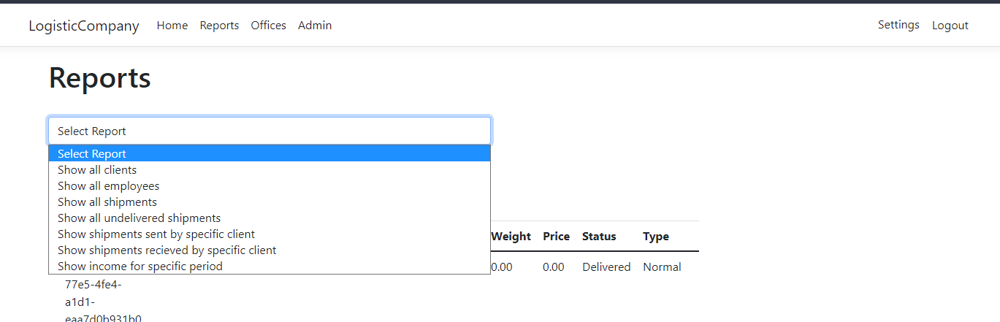 LogisticCompany Home Reports Offices Admin Settings Logout
Reports
Select Report
Select Report
Show all clients
Show all employees
Show all shipments
Show all undelivered shipments
Show shipments sent by specific client
Show shipments recieved by specific client
Show income for specific period
Weight Price Status Type
0.00 0.00 Delivered Normal
77e5-4fe4-
a1d1-
eaa7d0b931b0